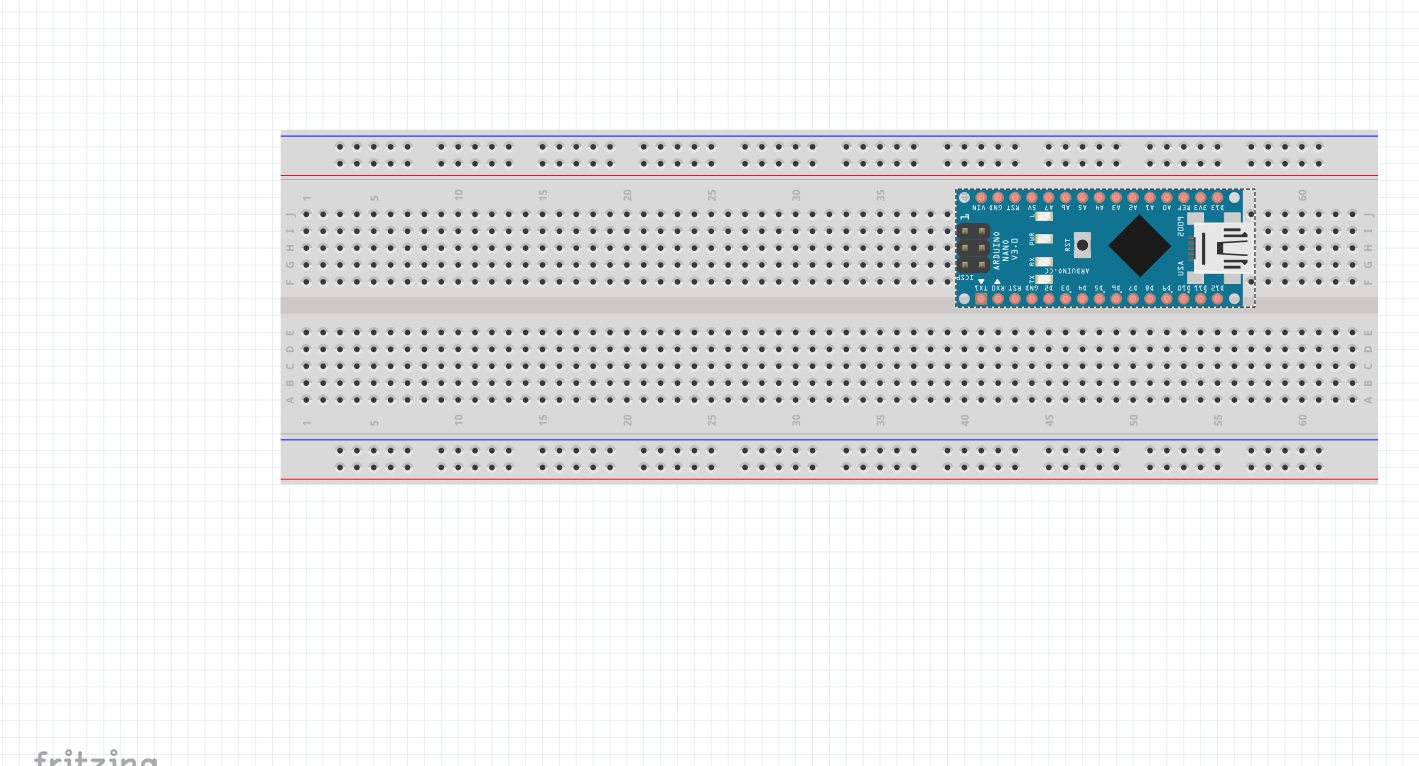 1 5 10 15 20 25 30 35 60
J J
I I
H H
G G
F F
VIN GND RST 5V A7 A6 A5 A4 A3 A2 A1 A0 REF 3V3 D13
1
L
PWR
RX
TX
RST
ARDUINO
NANO
V3.0
ARDUINO.CC
2009
USA
ICSP
TX1 RX0 RST GND D2 D3 D4 D5 D6 D7 D8 D9 D10 D11 D12
E E
D D
C C
B B
A A
1 5 10 15 20 25 30 35 40 45 50 55 60
fritzing